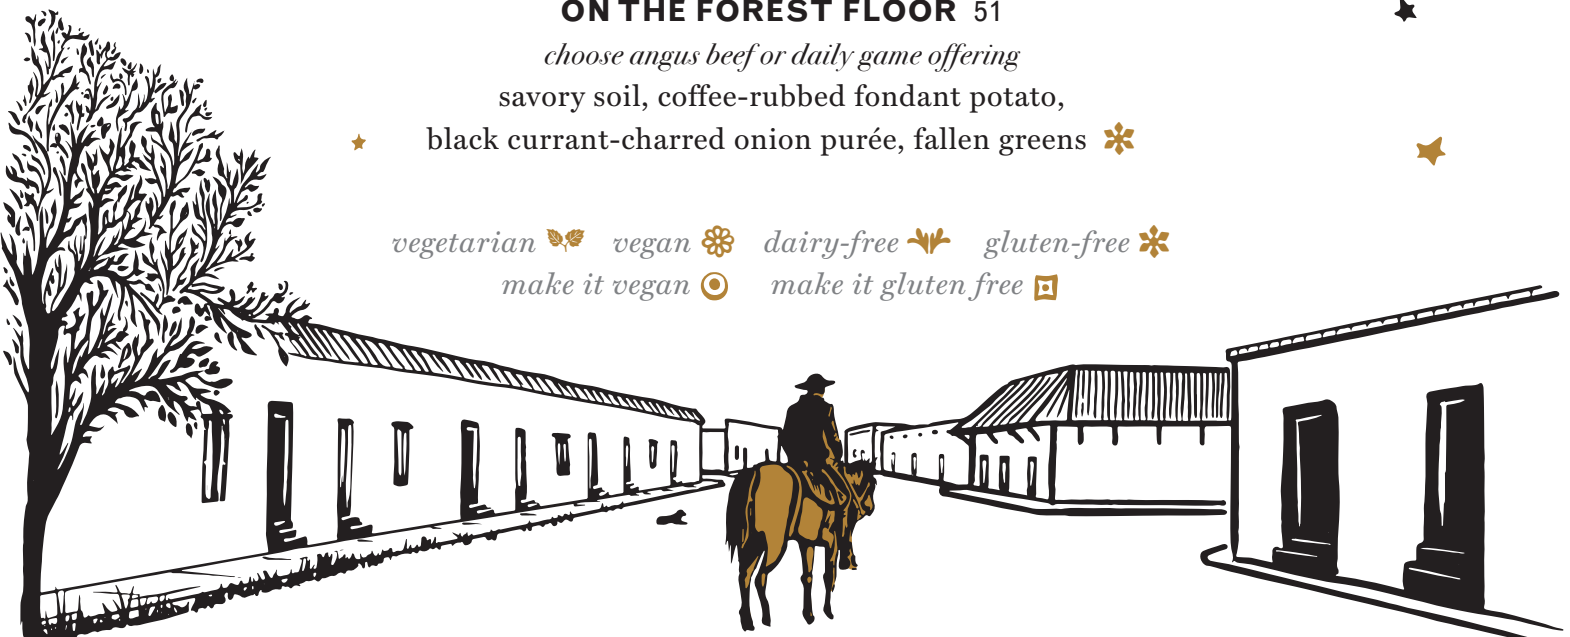 ON THE FOREST FLOOR 51
choose angus beef or daily game offering
savory soil, coffee-rubbed fondant potato,
black currant-charred onion purée, fallen greens
vegetarian vegan dairy-free gluten-free
make it vegan make it gluten free